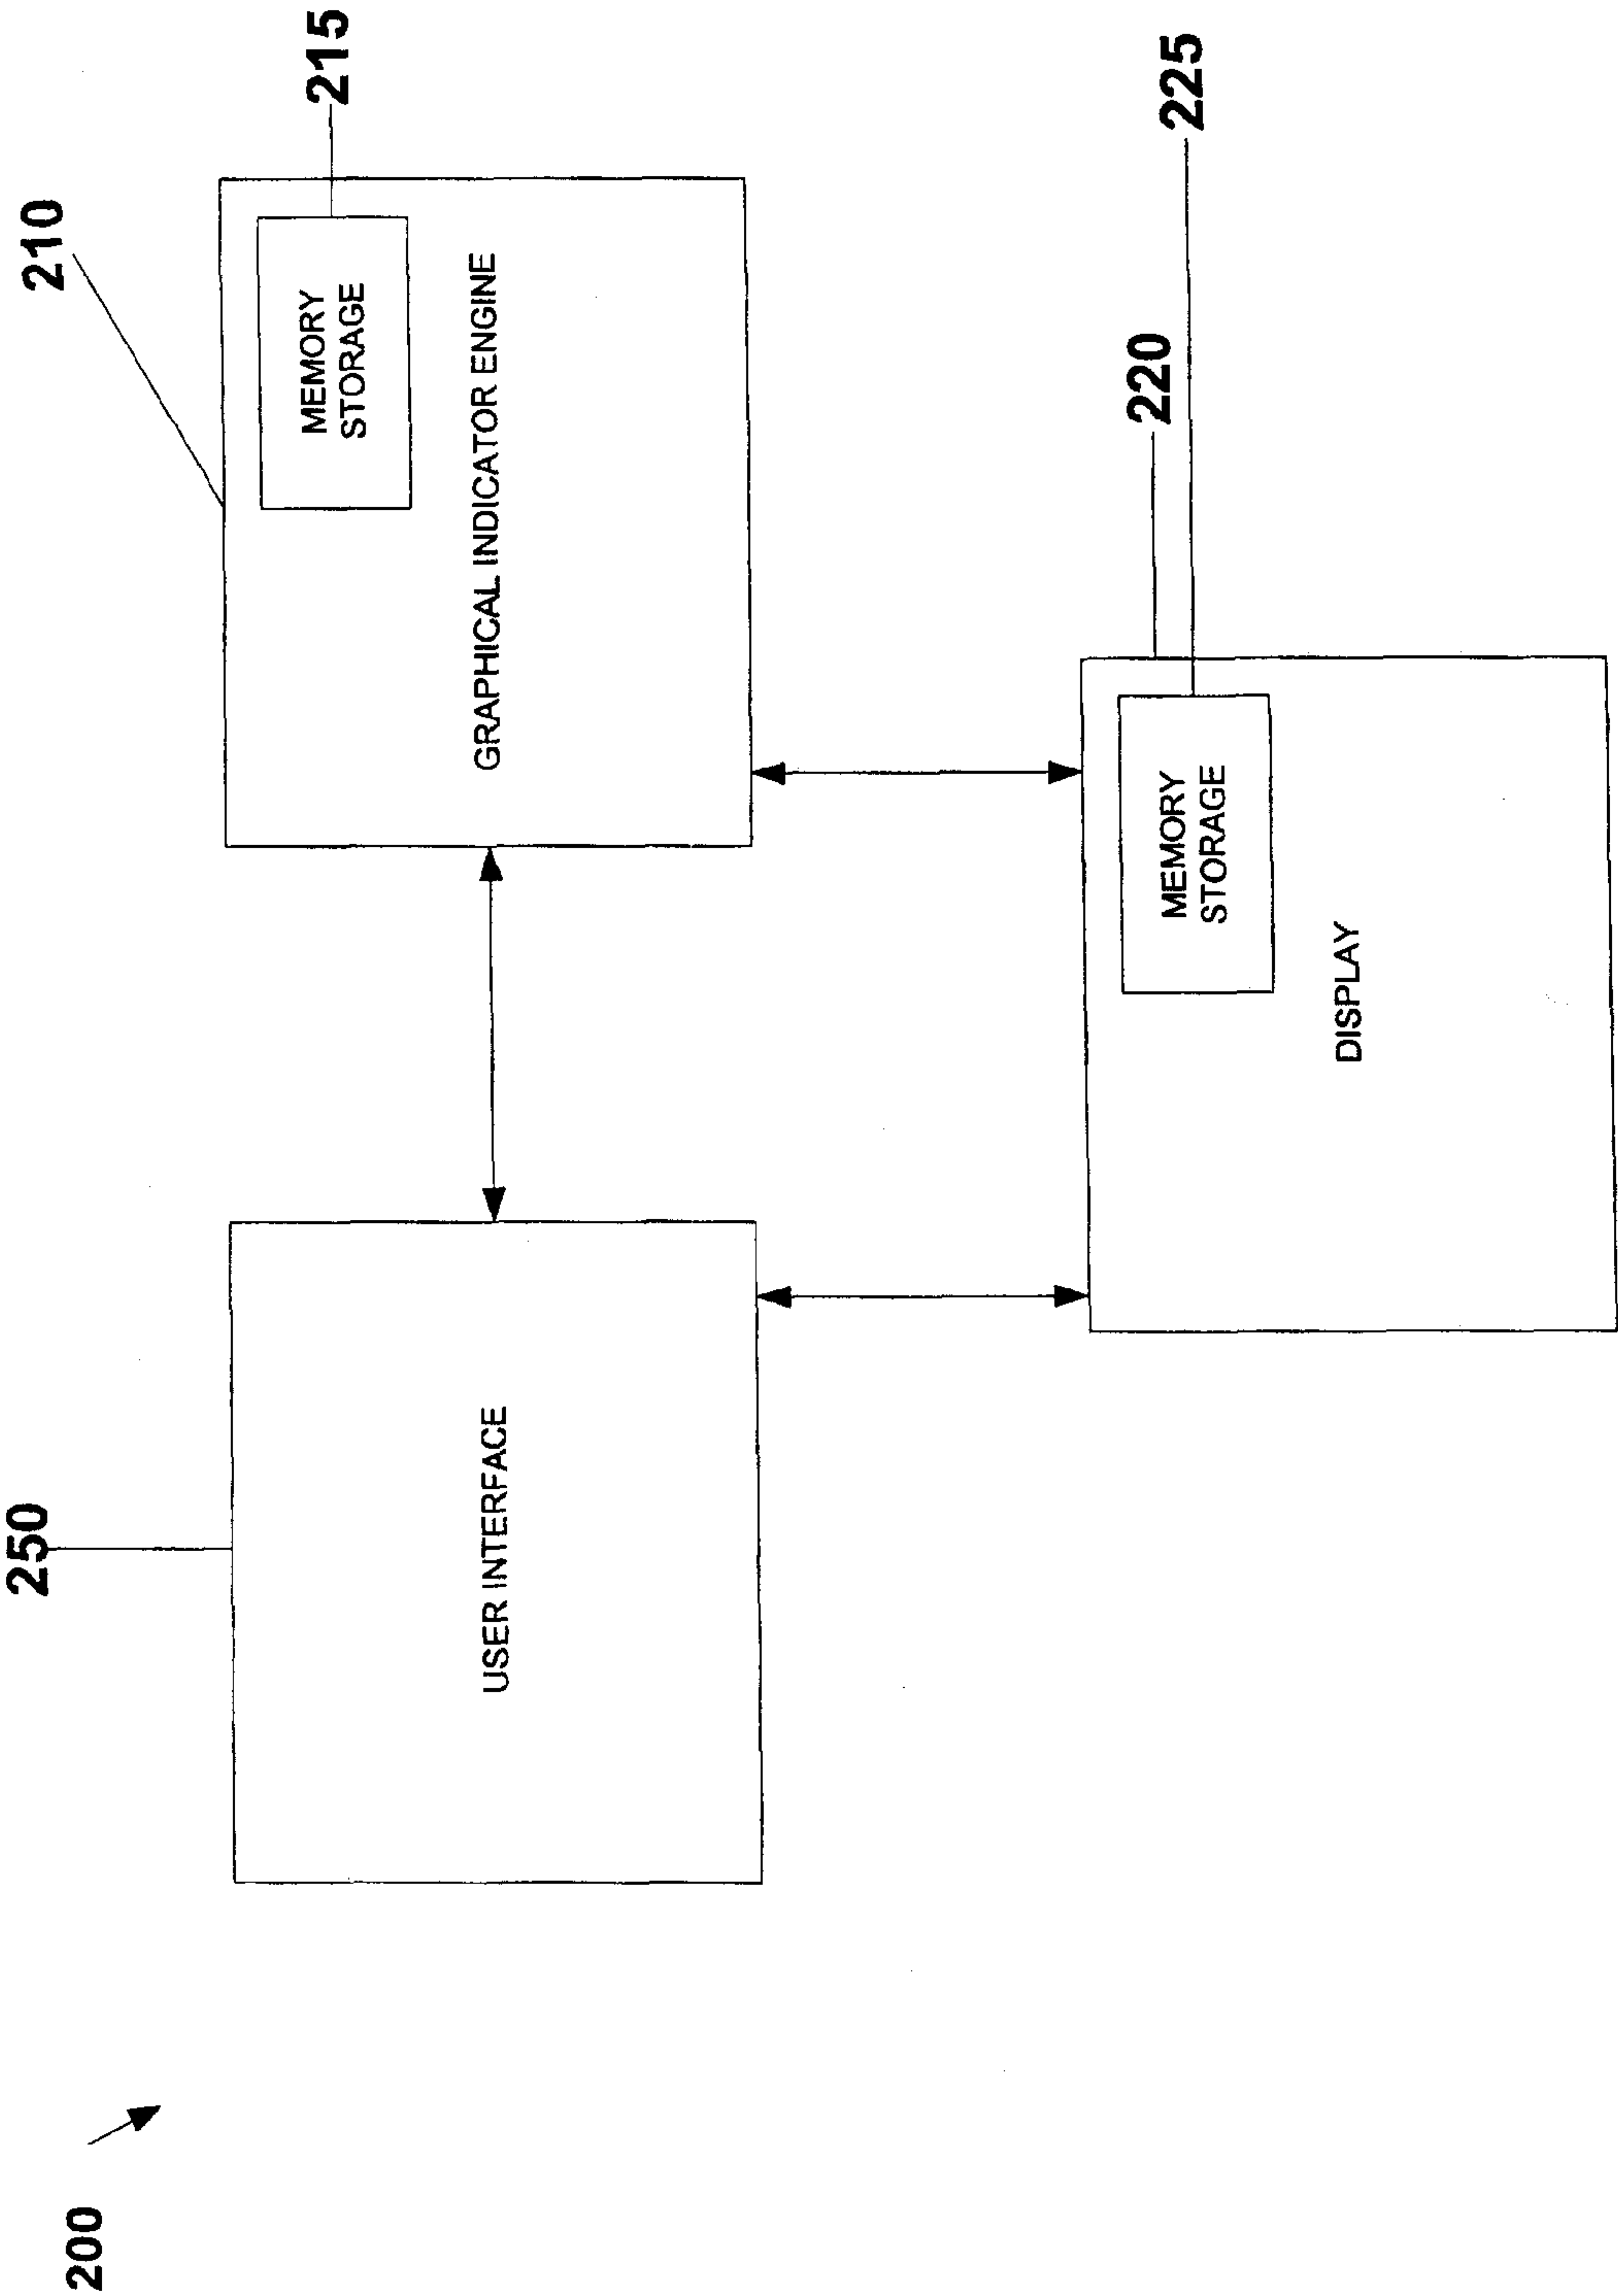 200
250
210
215
USER INTERFACE
MEMORY
STORAGE
GRAPHICAL INDICATOR ENGINE
220
225
MEMORY
STORAGE
DISPLAY